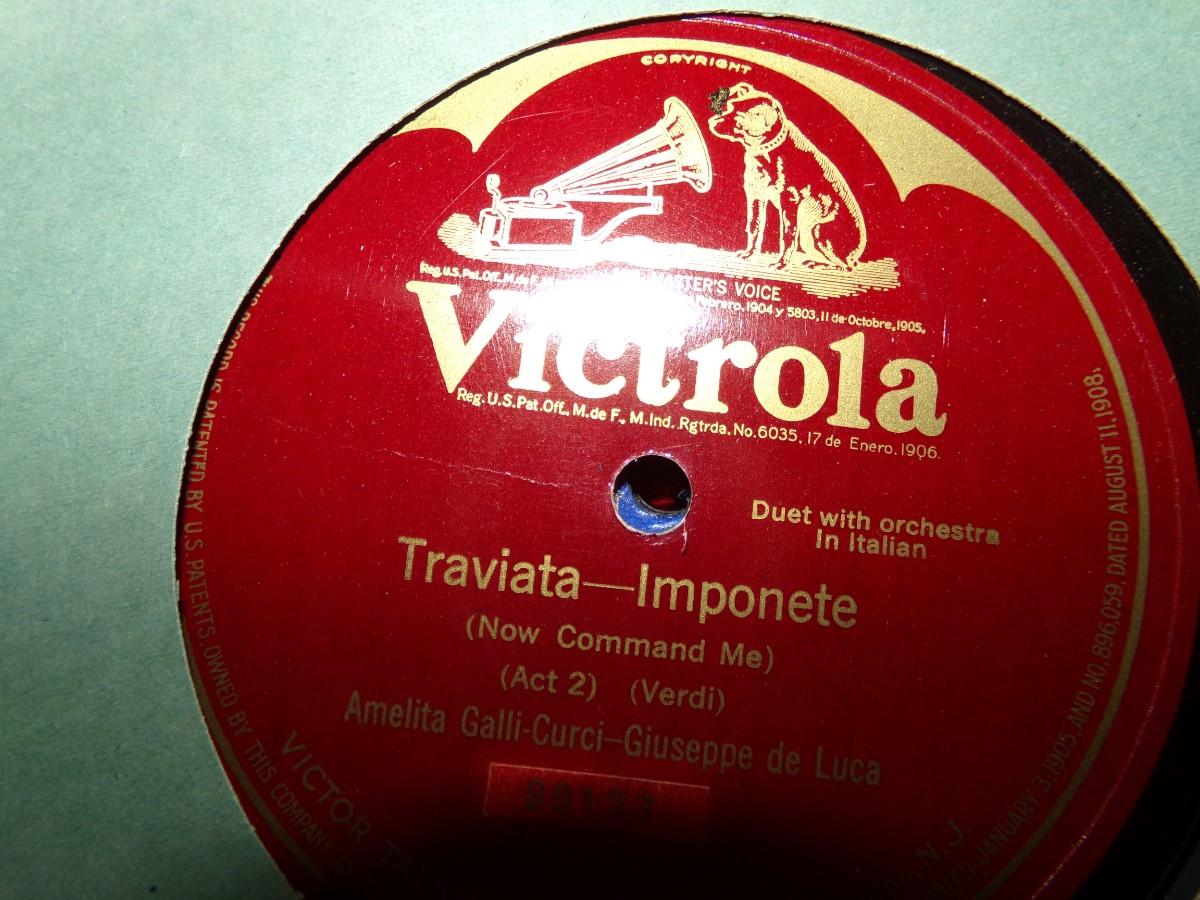 COPYRIGHT
Reg. U.S. Pat. Off. M. de
VOICE
1904 y 5803, 11 de Octubre, 1905.
Victrola
Reg. U.S. Pat. Off., M. de F., M. Ind. Rgtrda. No. 6035, 17 de Enero. 1906.
Duet with orchestra
In Italian
Traviata—Imponete
(Now Command Me)
(Act 2) (Verdi)
Amelita Galli-Curci—Giuseppe de Luca
RECORD IS PATENTED BY U.S. PATENTS, OWNED BY THIS COMPANY
JANUARY 3, 1905, AND NO. 896,059, DATED AUGUST 11, 1908.
VICTOR
N.J.